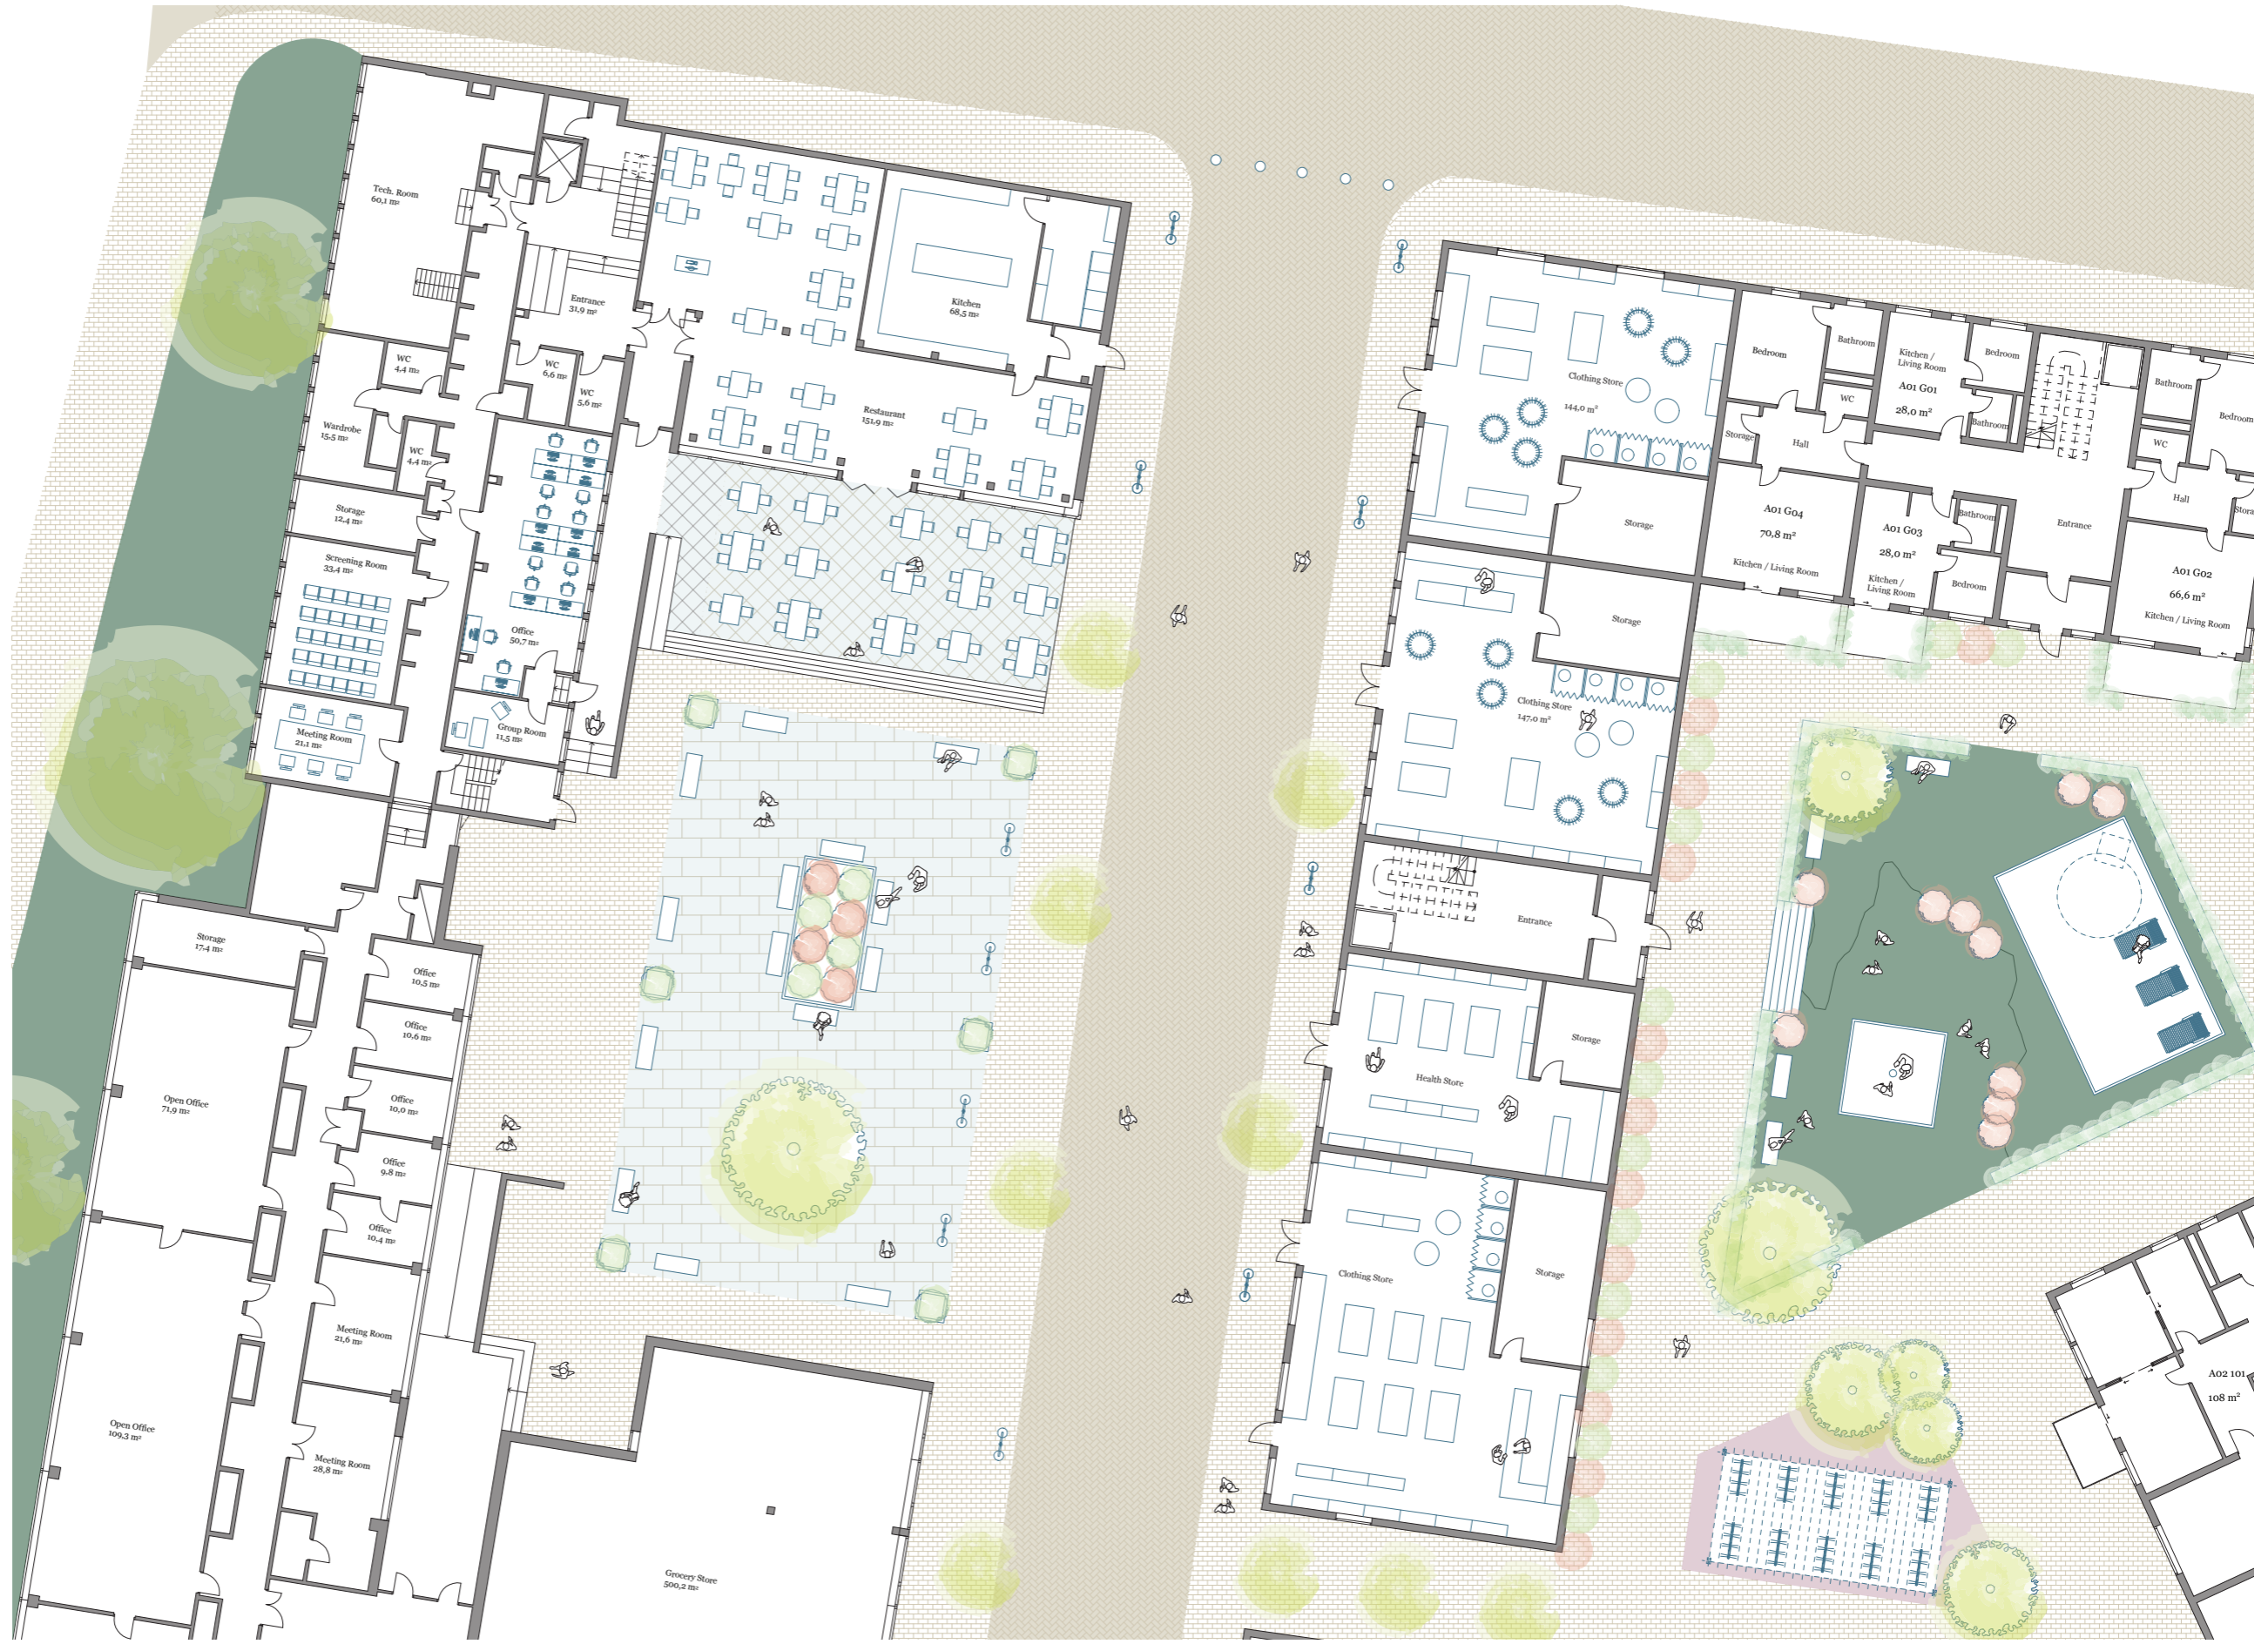 Tech. Room
60,1 m²
Entrance
31,9 m²
Kitchen
68,5 m²
WC
4,4 m²
WC
6,6 m²
WC
5,6 m²
Restaurant
151,9 m²
Wardrobe
15,5 m²
WC
4,4 m²
Storage
12,4 m²
Screening Room
33,4 m²
Office
50,7 m²
Group Room
11,5 m²
Meeting Room
21,1 m²
Storage
17,4 m²
Office
10,5 m²
Office
10,6 m²
Open Office
71,9 m²
Office
10,0 m²
Office
9,8 m²
Office
10,4 m²
Meeting Room
21,6 m²
Open Office
109,3 m²
Meeting Room
28,8 m²
Grocery Store
500,2 m²
Clothing Store
144,0 m²
Storage
Bedroom
Bathroom
WC
Storage
Hall
Kitchen /
Living Room
A01 G01
28,0 m²
Bedroom
Bathroom
A01 G04
70,8 m²
Kitchen / Living Room
A01 G03
28,0 m²
Kitchen /
Living Room
Bathroom
Bedroom
Entrance
Bathroom
Bedroom
WC
Hall
Stora
A01 G02
66,6 m²
Kitchen / Living Room
Storage
Clothing Store
147,0 m²
Entrance
Storage
Health Store
Clothing Store
Storage
A02 101
108 m²